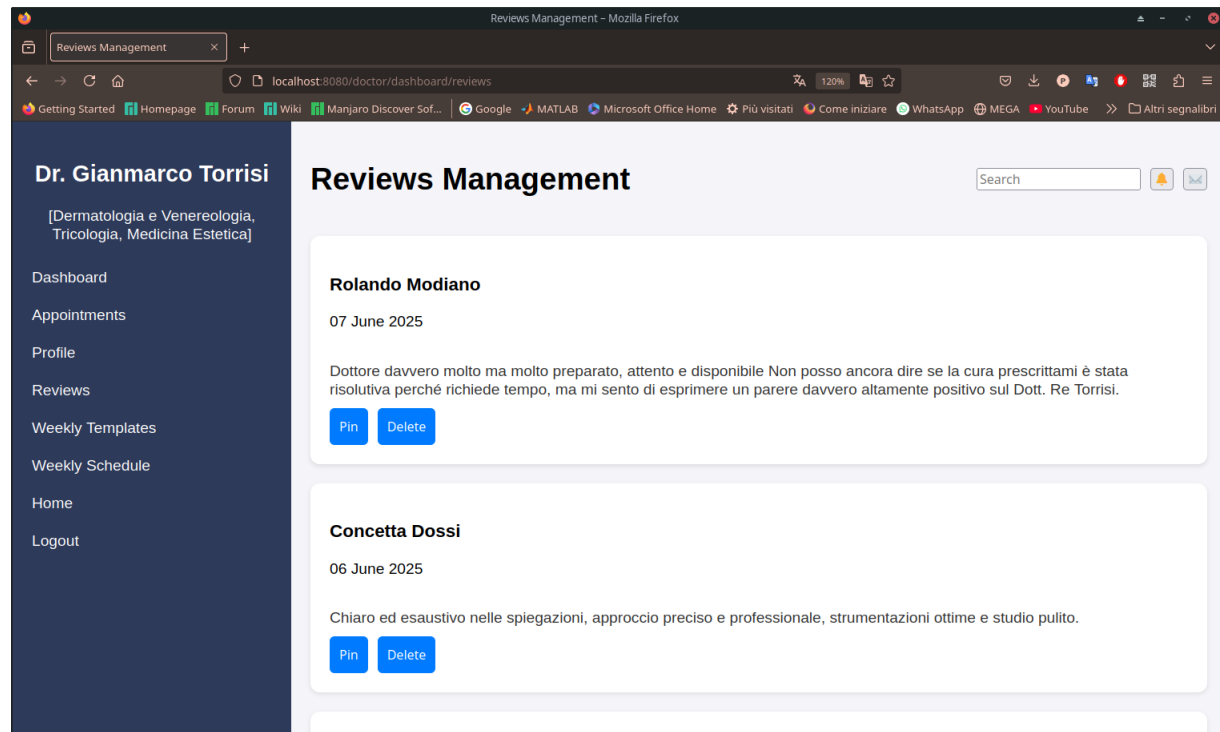 Reviews Management – Mozilla Firefox
Reviews Management
localhost:8080/doctor/dashboard/reviews
120%
Getting Started Homepage Forum Wiki Manjaro Discover Sof... Google MATLAB Microsoft Office Home Più visitati Come iniziare WhatsApp MEGA YouTube Altri segnalibri
Dr. Gianmarco Torrisi
[Dermatologia e Venereologia,
Tricologia, Medicina Estetica]
Dashboard
Appointments
Profile
Reviews
Weekly Templates
Weekly Schedule
Home
Logout
Reviews Management
Search
Rolando Modiano
07 June 2025
Dottore davvero molto ma molto preparato, attento e disponibile Non posso ancora dire se la cura prescrittami è stata
risolutiva perché richiede tempo, ma mi sento di esprimere un parere davvero altamente positivo sul Dott. Re Torrisi.
Pin Delete
Concetta Dossi
06 June 2025
Chiaro ed esaustivo nelle spiegazioni, approccio preciso e professionale, strumentazioni ottime e studio pulito.
Pin Delete